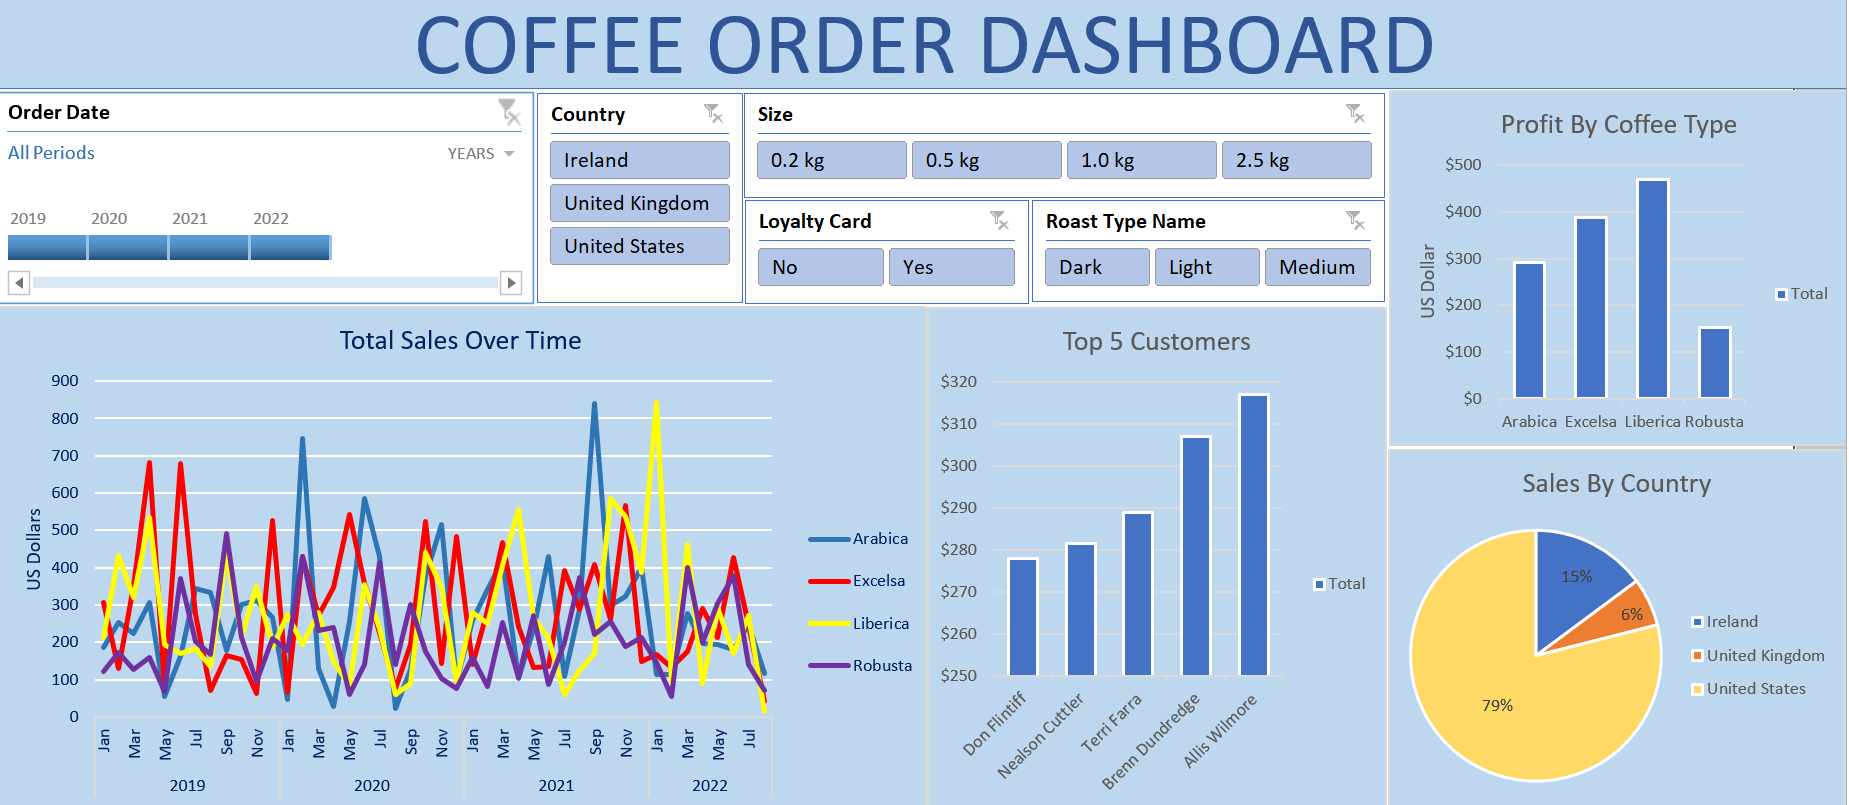 COFFEE ORDER DASHBOARD
Order Date
All Periods
YEARS
2019 2020 2021 2022
Country
Ireland
United Kingdom
United States
Size
0.2 kg 0.5 kg 1.0 kg 2.5 kg
Loyalty Card
No Yes
Roast Type Name
Dark Light Medium
Profit By Coffee Type
US Dollar
$500
$400
$300
$200
$100
$0
Arabica Excelsa Liberica Robusta
Total
Total Sales Over Time
US Dollars
900
800
700
600
500
400
300
200
100
0
Jan Mar May Jul Sep Nov Jan Mar May Jul Sep Nov Jan Mar May Jul Sep Nov Jan Mar May Jul
2019 2020 2021 2022
Arabica
Excelsa
Liberica
Robusta
Top 5 Customers
$320
$310
$300
$290
$280
$270
$260
$250
Don Flintiff
Nealson Cuttler
Terri Farra
Brenn Dundredge
Allis Wilmore
Total
Sales By Country
15%
6%
79%
Ireland
United Kingdom
United States